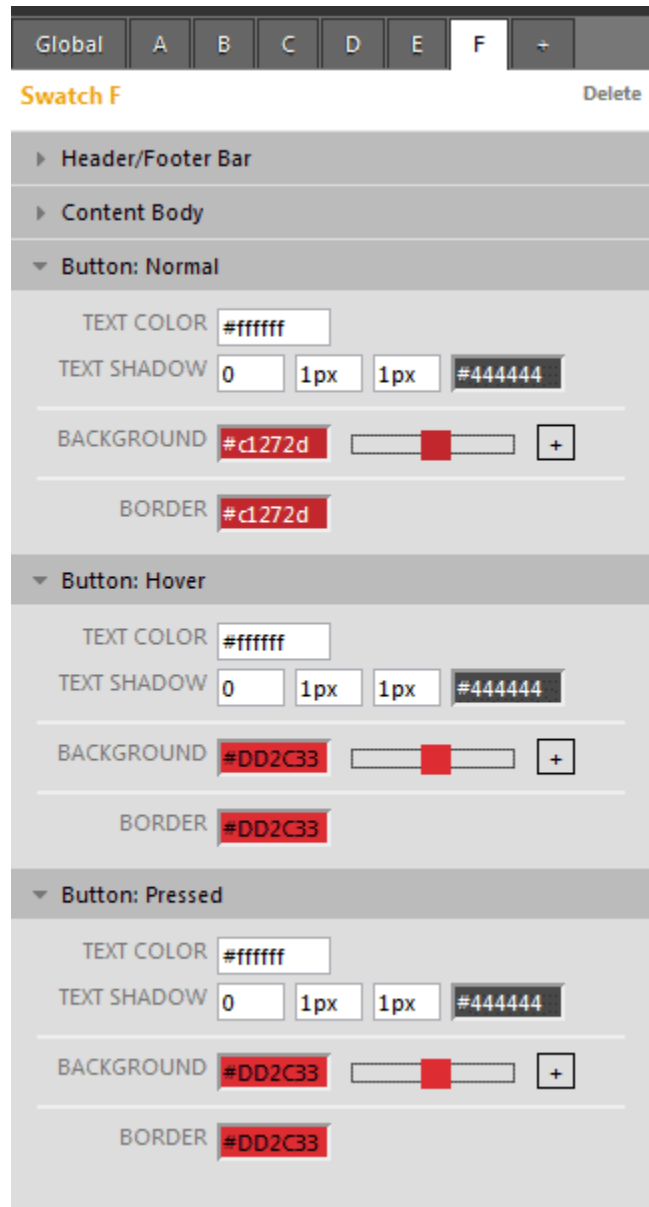 Global A B C D E F +
Swatch F Delete
Header/Footer Bar
Content Body
Button: Normal
TEXT COLOR #ffffff
TEXT SHADOW 0 1px 1px #444444
BACKGROUND #c1272d +
BORDER #c1272d
Button: Hover
TEXT COLOR #ffffff
TEXT SHADOW 0 1px 1px #444444
BACKGROUND #DD2C33 +
BORDER #DD2C33
Button: Pressed
TEXT COLOR #ffffff
TEXT SHADOW 0 1px 1px #444444
BACKGROUND #DD2C33 +
BORDER #DD2C33